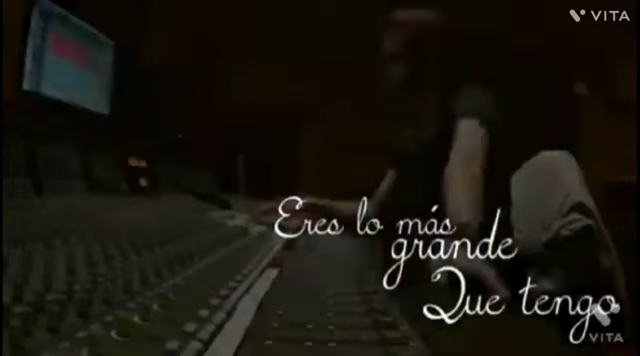 VITA
Eres lo más
grande
Que tengo
VITA